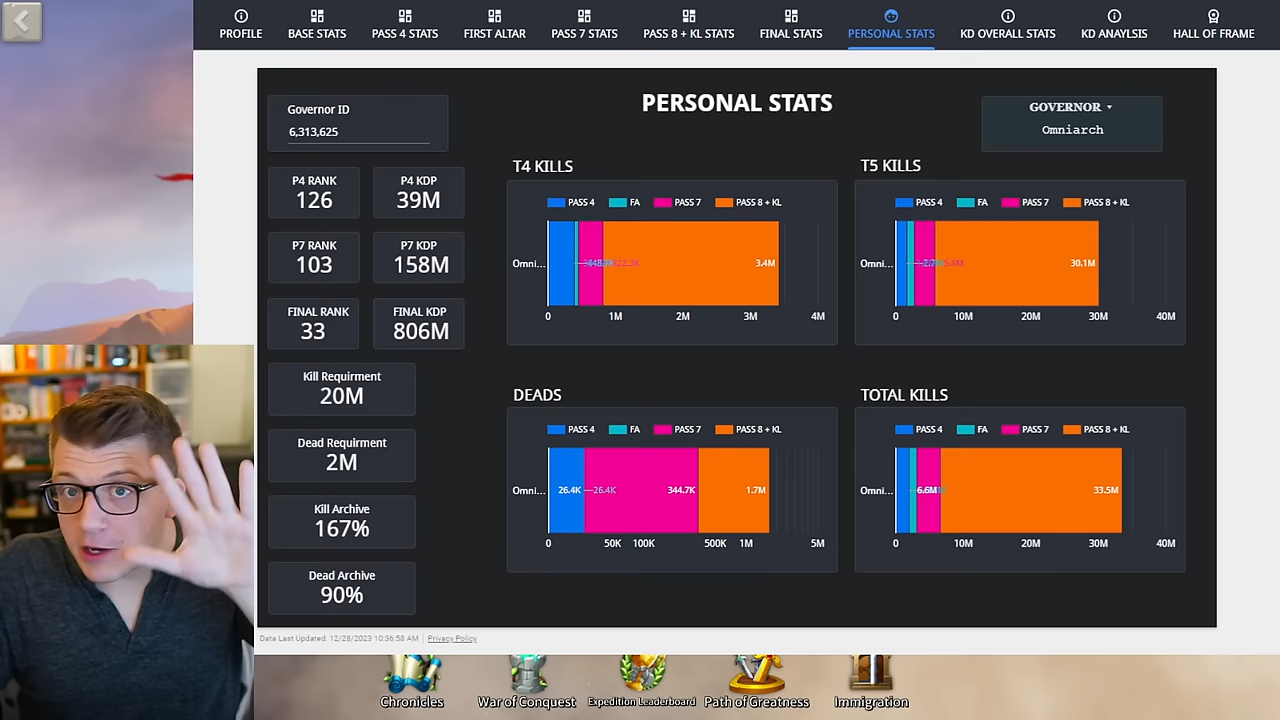 PROFILE
BASE STATS
PASS 4 STATS
FIRST ALTAR
PASS 7 STATS
PASS 8 + KL STATS
FINAL STATS
PERSONAL STATS
KD OVERALL STATS
KD ANAYLSIS
HALL OF FRAME
Governor ID
6,313,625
PERSONAL STATS
GOVERNOR
Omniarch
P4 RANK
126
P4 KDP
39M
P7 RANK
103
P7 KDP
158M
FINAL RANK
33
FINAL KDP
806M
Kill Requirment
20M
Dead Requirment
2M
Kill Archive
167%
Dead Archive
90%
T4 KILLS
PASS 4 FA PASS 7 PASS 8 + KL
Omni...
3.4M
0 1M 2M 3M 4M
T5 KILLS
PASS 4 FA PASS 7 PASS 8 + KL
Omni...
30.1M
0 10M 20M 30M 40M
DEADS
PASS 4 FA PASS 7 PASS 8 + KL
Omni... 26.4K 26.4K 344.7K 1.7M
0 50K 100K 500K 1M 5M
TOTAL KILLS
PASS 4 FA PASS 7 PASS 8 + KL
Omni... 6.6M 33.5M
0 10M 20M 30M 40M
Data Last Updated: 12/28/2023 10:36:58 AM
Privacy Policy
Chronicles
War of Conquest
Expedition Leaderboard
Path of Greatness
Immigration